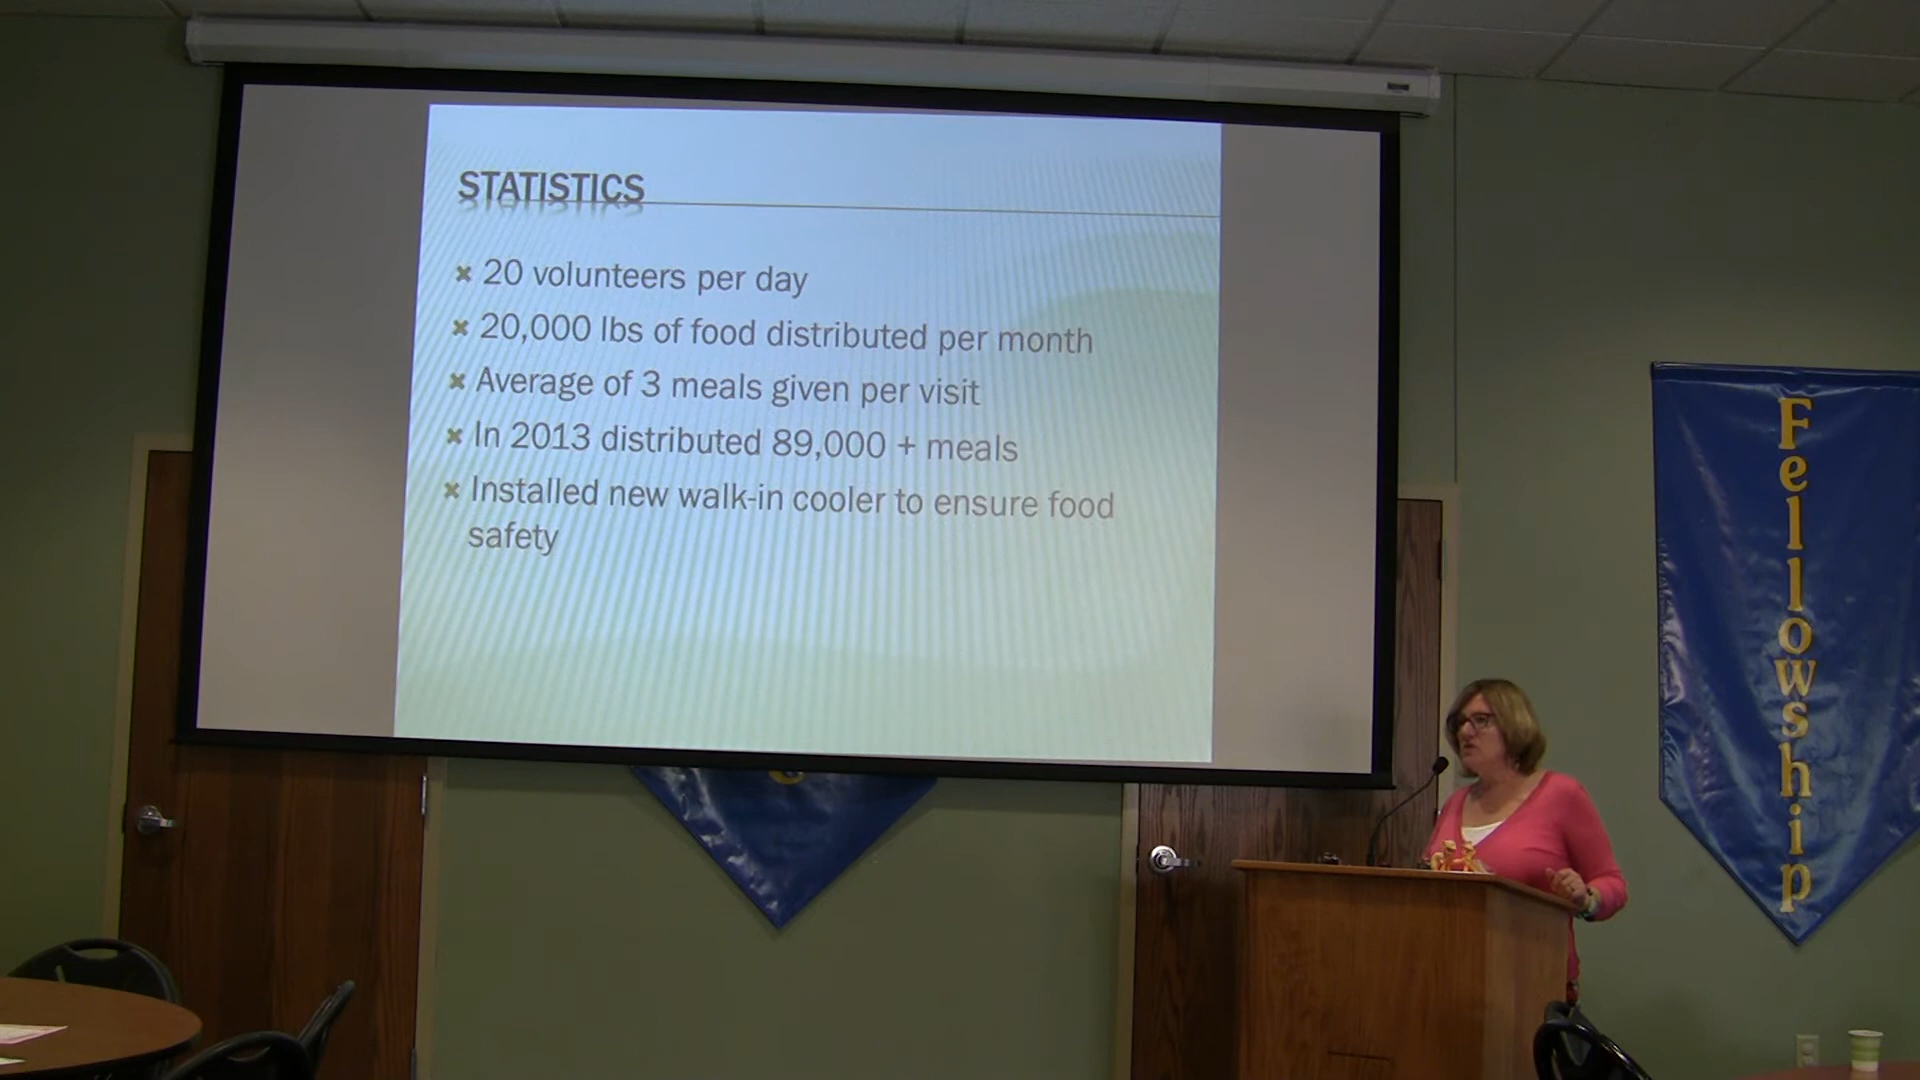 STATISTICS
20 volunteers per day
20,000 lbs of food distributed per month
Average of 3 meals given per visit
In 2013 distributed 89,000 + meals
Installed new walk-in cooler to ensure food
safety
Fellowship